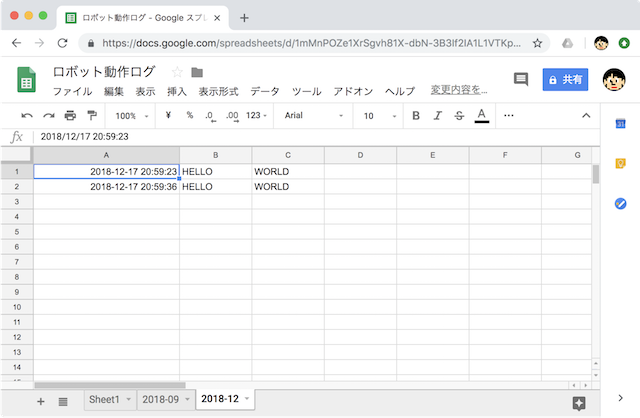 ロボット動作ログ - Google スプレ
https://docs.google.com/spreadsheets/d/1mMnPOZe1XrSgvh81X-dbN-3B3If2IA1L1VTKp...
ロボット動作ログ
共有
ファイル 編集 表示 挿入 表示形式 データ ツール アドオン ヘルプ 変更内容を...
100% ¥ % .0 .00 123 Arial 10 B I S A
fx 2018/12/17 20:59:23
A B C D E F G
1 2018-12-17 20:59:23 HELLO WORLD
2 2018-12-17 20:59:36 HELLO WORLD
3
4
5
6
7
8
9
10
11
12
13
14
Sheet1 2018-09 2018-12